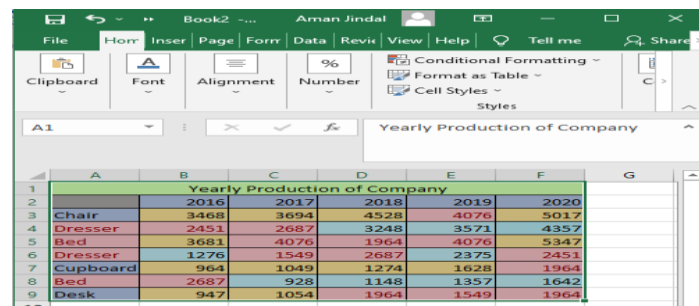 Book2 -... Aman Jindal
File Hom Inser Page Forr Data Revie View Help Tell me Share
Clipboard Font Alignment Number Conditional Formatting
Format as Table
Cell Styles
Styles
A1 fx Yearly Production of Company
A B C D E F G
1 Yearly Production of Company
2 2016 2017 2018 2019 2020
3 Chair 3468 3694 4528 4076 5017
4 Dresser 2451 2687 3248 3571 4357
5 Bed 3681 4076 1964 4076 5347
6 Dresser 1276 1549 2687 2375 2451
7 Cupboard 964 1049 1274 1628 1964
8 Bed 2687 928 1148 1357 1642
9 Desk 947 1054 1964 1549 1964